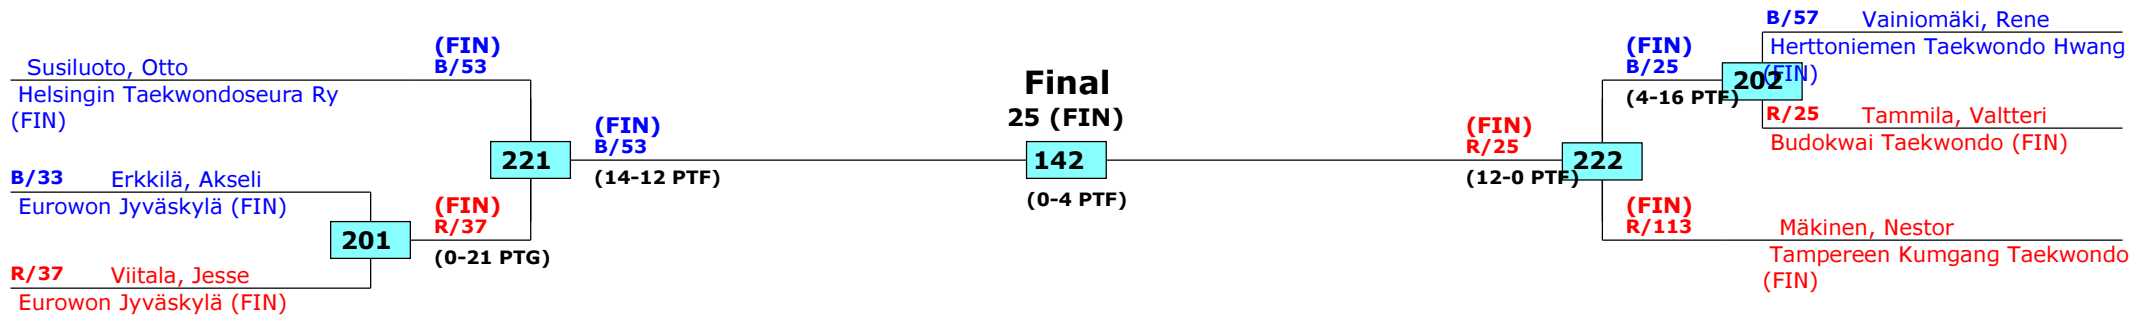 Susiluoto, Otto
Helsingin Taekwondoseura Ry
(FIN)
B/33 Erkkilä, Akseli
Eurowon Jyväskylä (FIN)
R/37 Viitala, Jesse
Eurowon Jyväskylä (FIN)
201
(FIN)
B/53
(FIN)
R/37
(0-21 PTG)
221
(FIN)
B/53
(14-12 PTF)
Final
25 (FIN)
142
(0-4 PTF)
(FIN)
R/25
(12-0 PTF)
222
(FIN)
B/25
(4-16 PTF)
(FIN)
R/113
202
B/57 Vainiomäki, Rene
Herttoniemen Taekwondo Hwang
(FIN)
R/25 Tammila, Valtteri
Budokwai Taekwondo (FIN)
Mäkinen, Nestor
Tampereen Kumgang Taekwondo
(FIN)